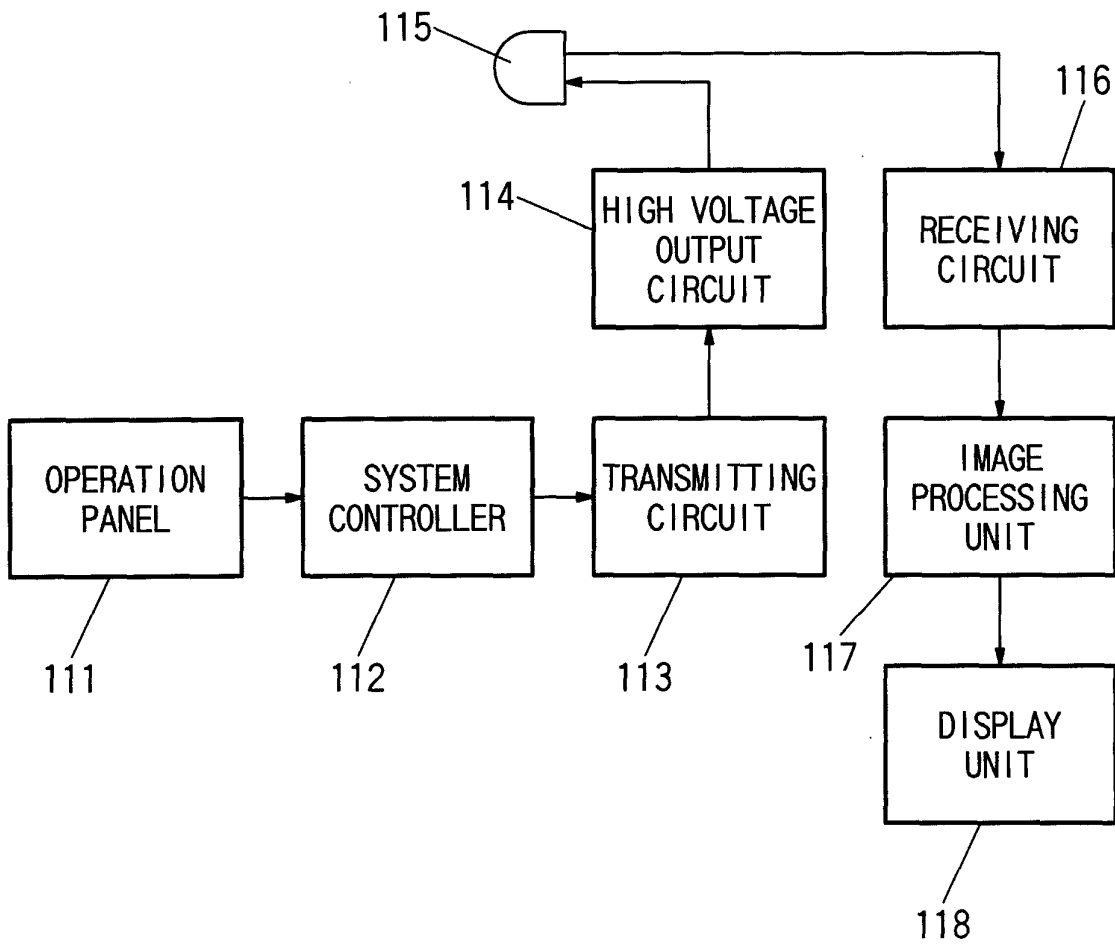 115
116
114
HIGH VOLTAGE
OUTPUT
CIRCUIT
RECEIVING
CIRCUIT
OPERATION
PANEL
SYSTEM
CONTROLLER
TRANSMITTING
CIRCUIT
IMAGE
PROCESSING
UNIT
111
112
113
117
DISPLAY
UNIT
118